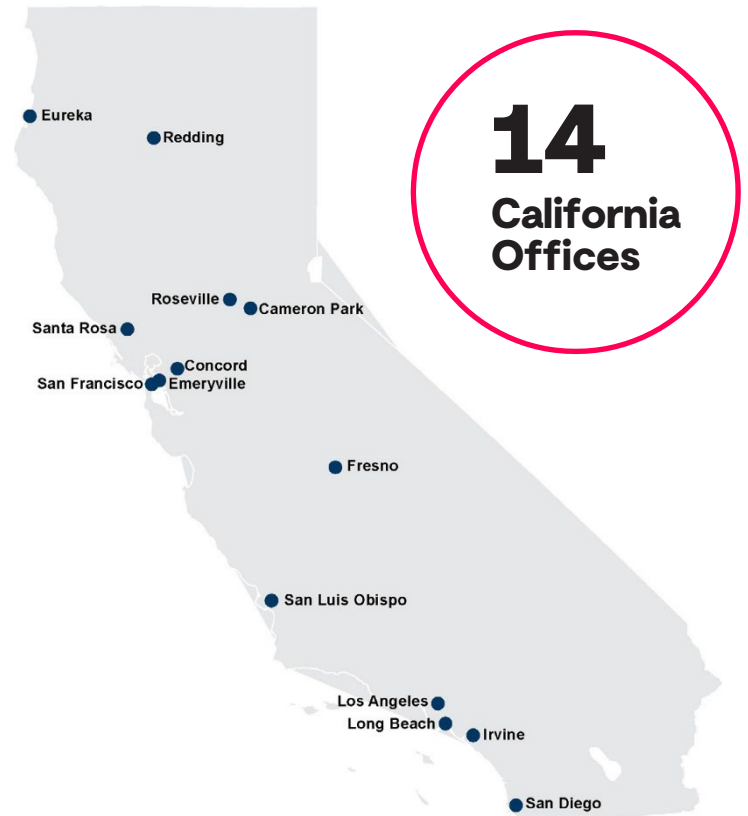 14
California
Offices
Eureka
Redding
Roseville
Cameron Park
Santa Rosa
Concord
San Francisco
Emeryville
Fresno
San Luis Obispo
Los Angeles
Long Beach
Irvine
San Diego